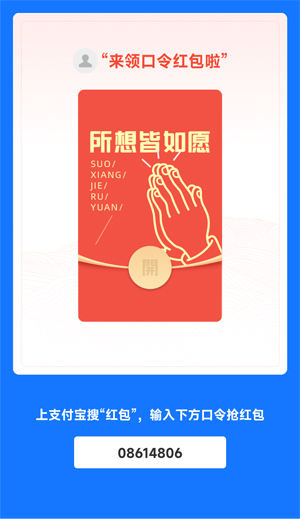 “来领口令红包啦”
所想皆如愿
SUO/
XIANG/
JIE/
RU/
YUAN/
開
上支付宝搜“红包”，输入下方口令抢红包
08614806